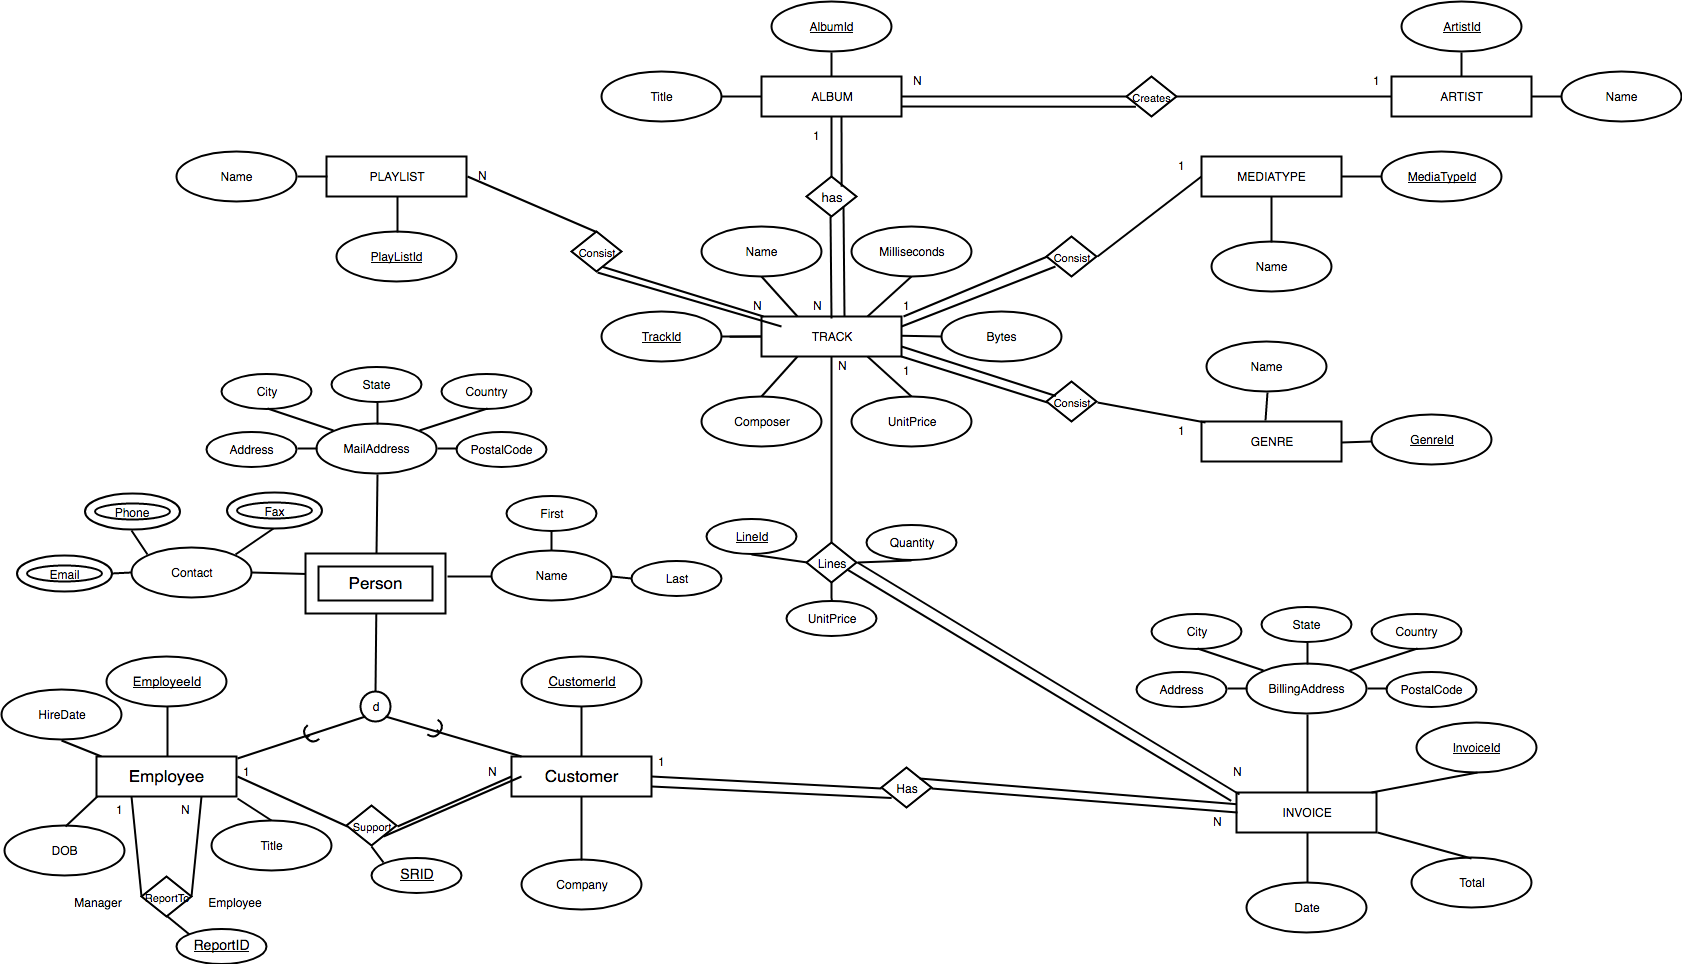 AlbumId
ArtistId
Title
ALBUM
N
Creates
1
ARTIST
Name
1
Name
PLAYLIST
N
has
1
MEDIATYPE
MediaTypeId
PlayListId
Consist
Name
Milliseconds
Consist
Name
N
N
1
TrackId
TRACK
Bytes
N
1
Name
City
State
Country
Composer
UnitPrice
Consist
1
GENRE
GenreId
Address
MailAddress
PostalCode
Phone
Fax
First
LineId
Quantity
Email
Contact
Person
Name
Last
Lines
UnitPrice
City
State
Country
EmployeeId
CustomerId
Address
BillingAddress
PostalCode
HireDate
d
InvoiceId
Employee
1
N
Customer
1
N
Has
1
N
Support
N
INVOICE
DOB
Title
SRID
Company
Total
Manager
ReportTo
Employee
Date
ReportID